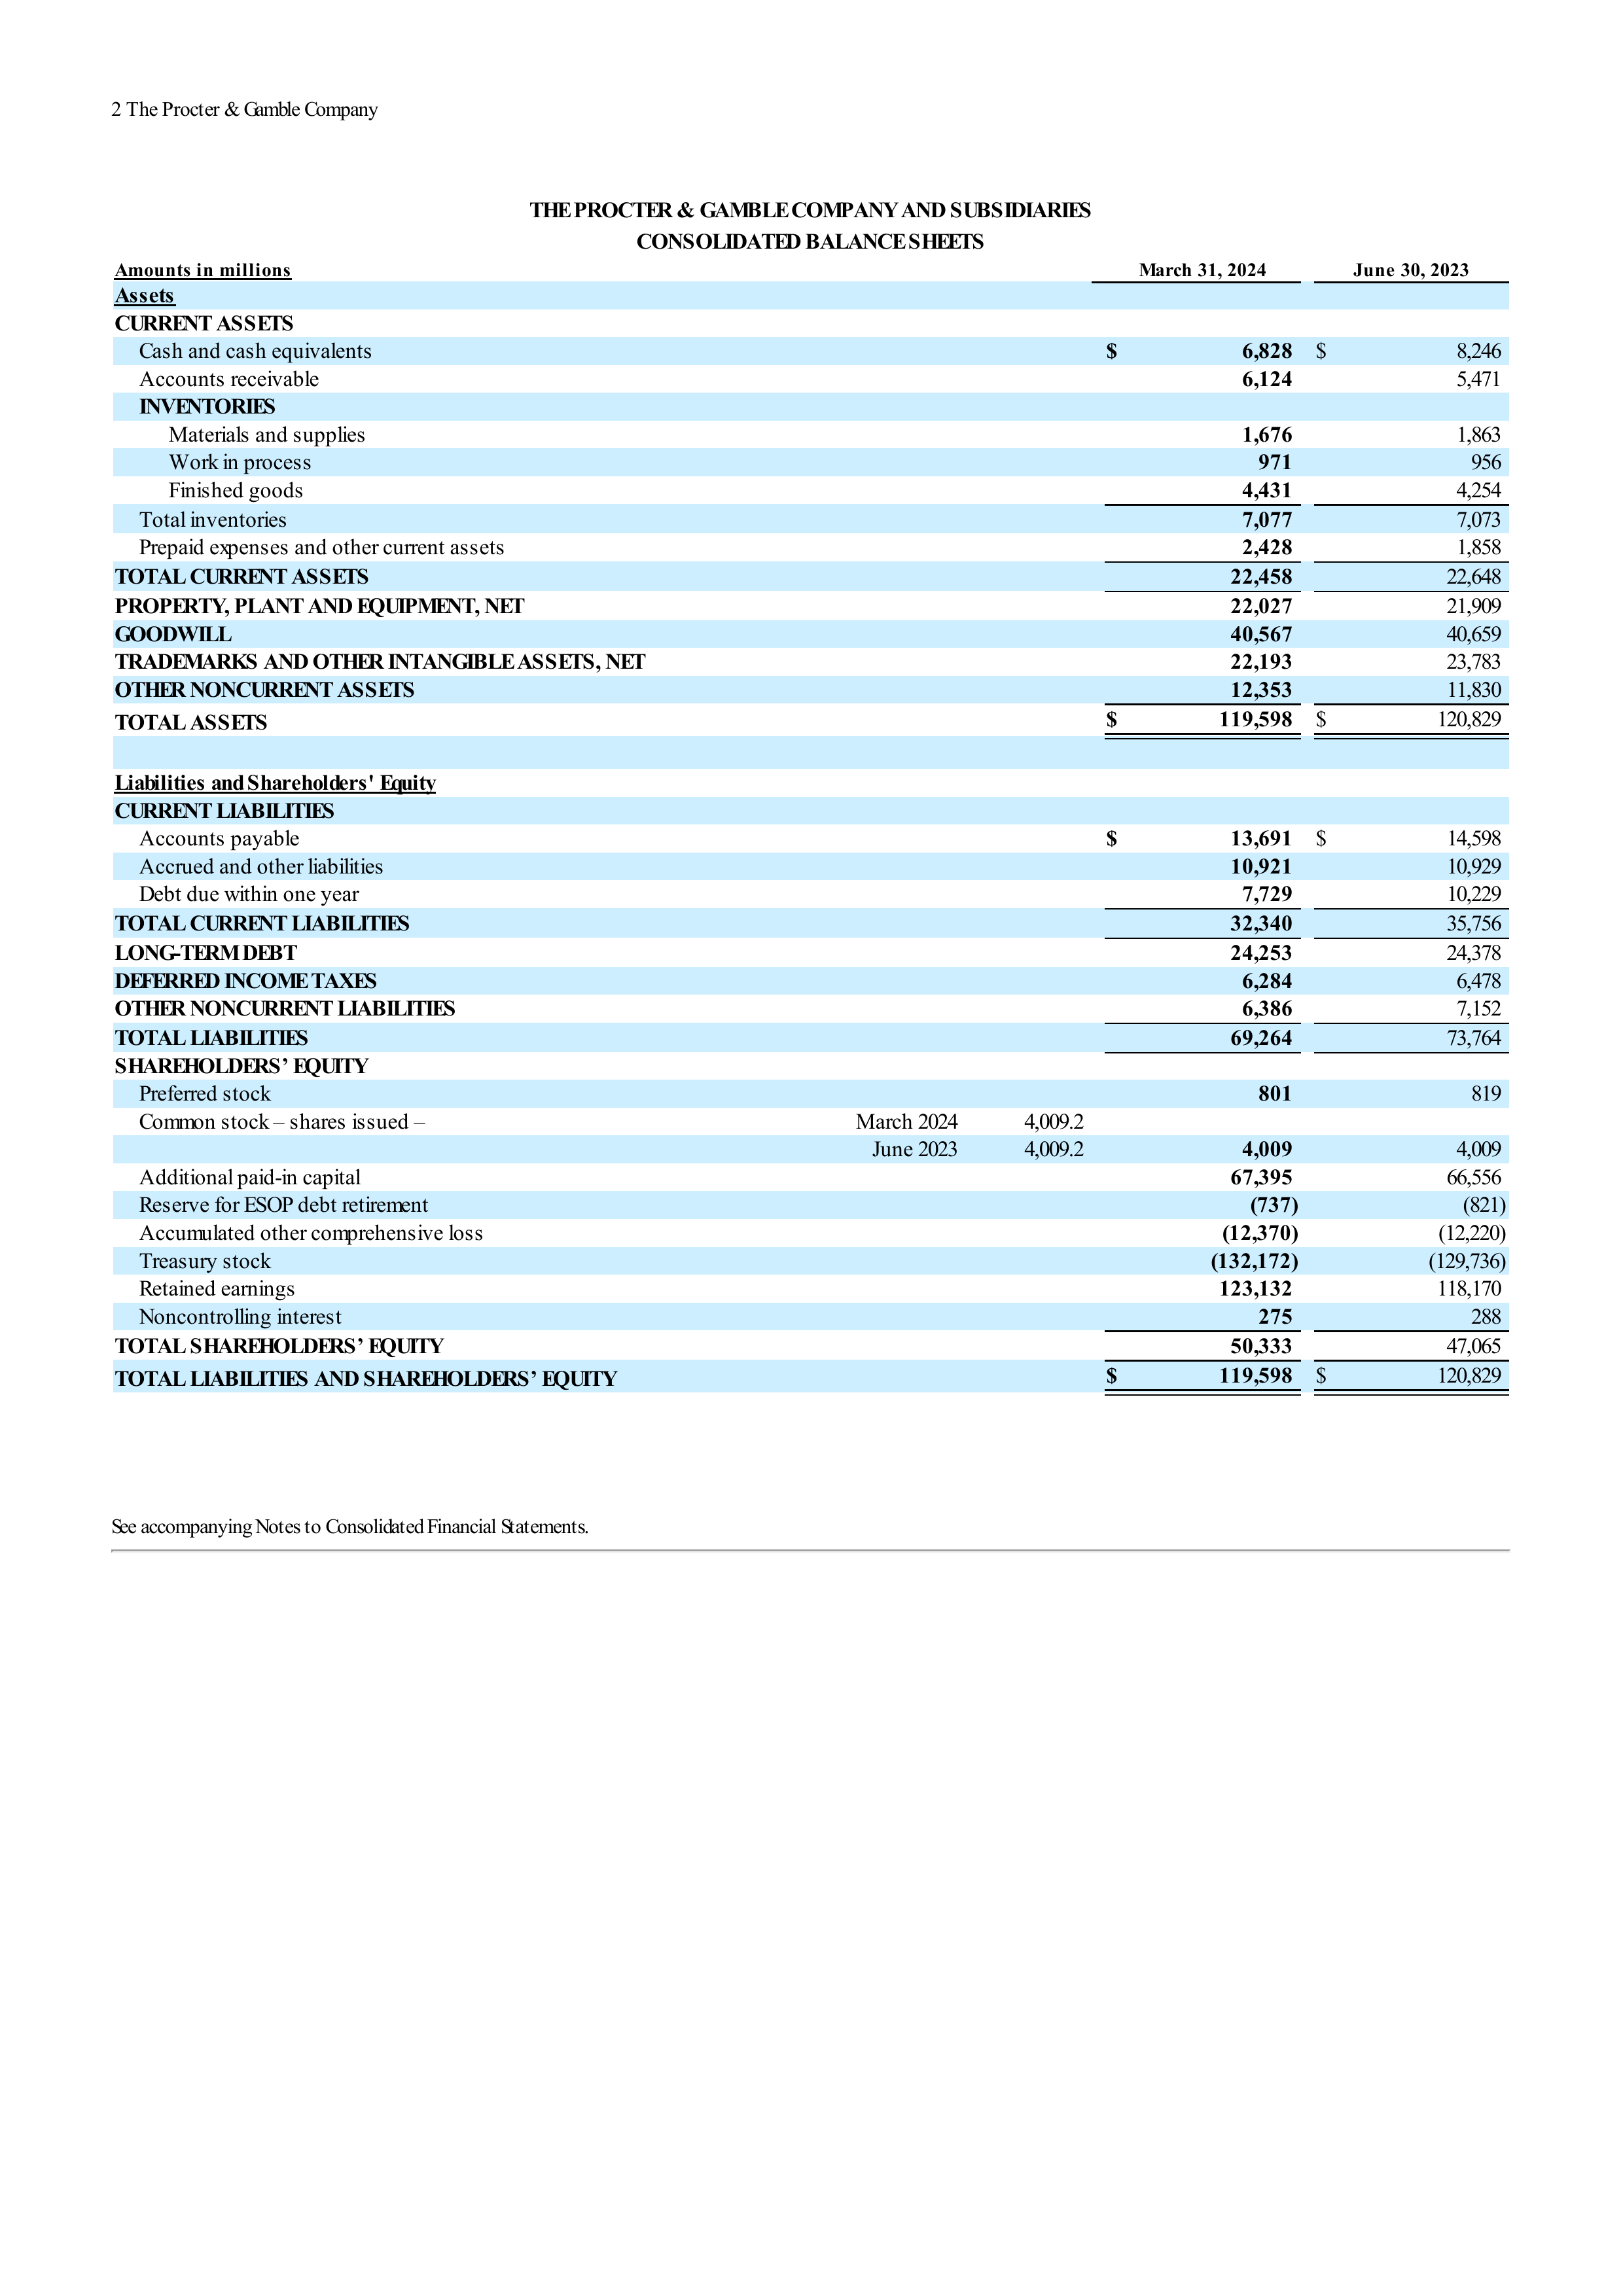 2 The Procter & Gamble Company
THE PROCTER & GAMBLE COMPANY AND SUBSIDIARIES
CONSOLIDATED BALANCE SHEETS
Amounts in millions March 31, 2024 June 30, 2023
Assets
CURRENT ASSETS
Cash and cash equivalents $ 6,828 $ 8,246
Accounts receivable 6,124 5,471
INVENTORIES
Materials and supplies 1,676 1,863
Work in process 971 956
Finished goods 4,431 4,254
Total inventories 7,077 7,073
Prepaid expenses and other current assets 2,428 1,858
TOTAL CURRENT ASSETS 22,458 22,648
PROPERTY, PLANT AND EQUIPMENT, NET 22,027 21,909
GOODWILL 40,567 40,659
TRADEMARKS AND OTHER INTANGIBLE ASSETS, NET 22,193 23,783
OTHER NONCURRENT ASSETS 12,353 11,830
TOTAL ASSETS $ 119,598 $ 120,829
Liabilities and Shareholders' Equity
CURRENT LIABILITIES
Accounts payable $ 13,691 $ 14,598
Accrued and other liabilities 10,921 10,929
Debt due within one year 7,729 10,229
TOTAL CURRENT LIABILITIES 32,340 35,756
LONG-TERM DEBT 24,253 24,378
DEFERRED INCOME TAXES 6,284 6,478
OTHER NONCURRENT LIABILITIES 6,386 7,152
TOTAL LIABILITIES 69,264 73,764
SHAREHOLDERS’ EQUITY
Preferred stock 801 819
Common stock – shares issued – March 2024 4,009.2
June 2023 4,009.2 4,009 4,009
Additional paid-in capital 67,395 66,556
Reserve for ESOP debt retirement (737) (821)
Accumulated other comprehensive loss (12,370) (12,220)
Treasury stock (132,172) (129,736)
Retained earnings 123,132 118,170
Noncontrolling interest 275 288
TOTAL SHAREHOLDERS’ EQUITY 50,333 47,065
TOTAL LIABILITIES AND SHAREHOLDERS’ EQUITY $ 119,598 $ 120,829
See accompanying Notes to Consolidated Financial Statements.